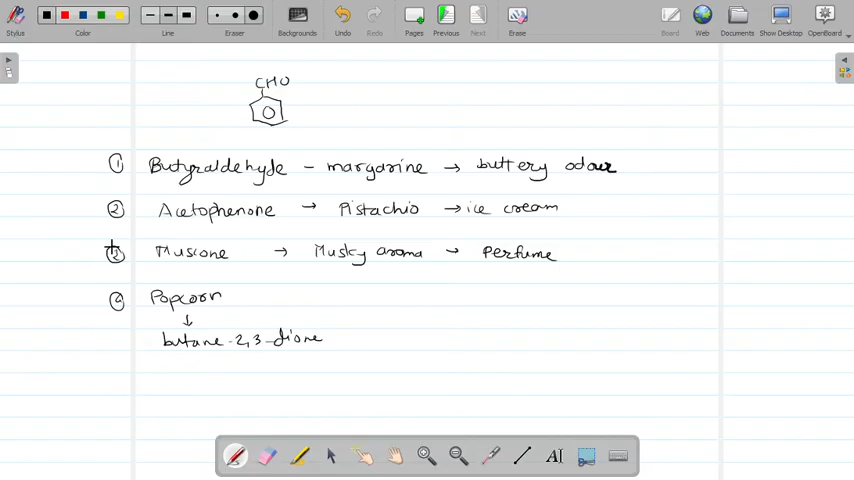 Stylus
Color
Line
Eraser
Backgrounds
Undo
Redo
Pages
Previous
Next
Erase
Board
Web
Documents
Show Desktop
OpenBoard
CHO
① Butyraldehyde - margarine → buttery odour
② Acetophenone → Pistachio → ice cream
③ Muscone → Musky aroma → Perfume
④ Popcorn
↓
butane-2,3-dione